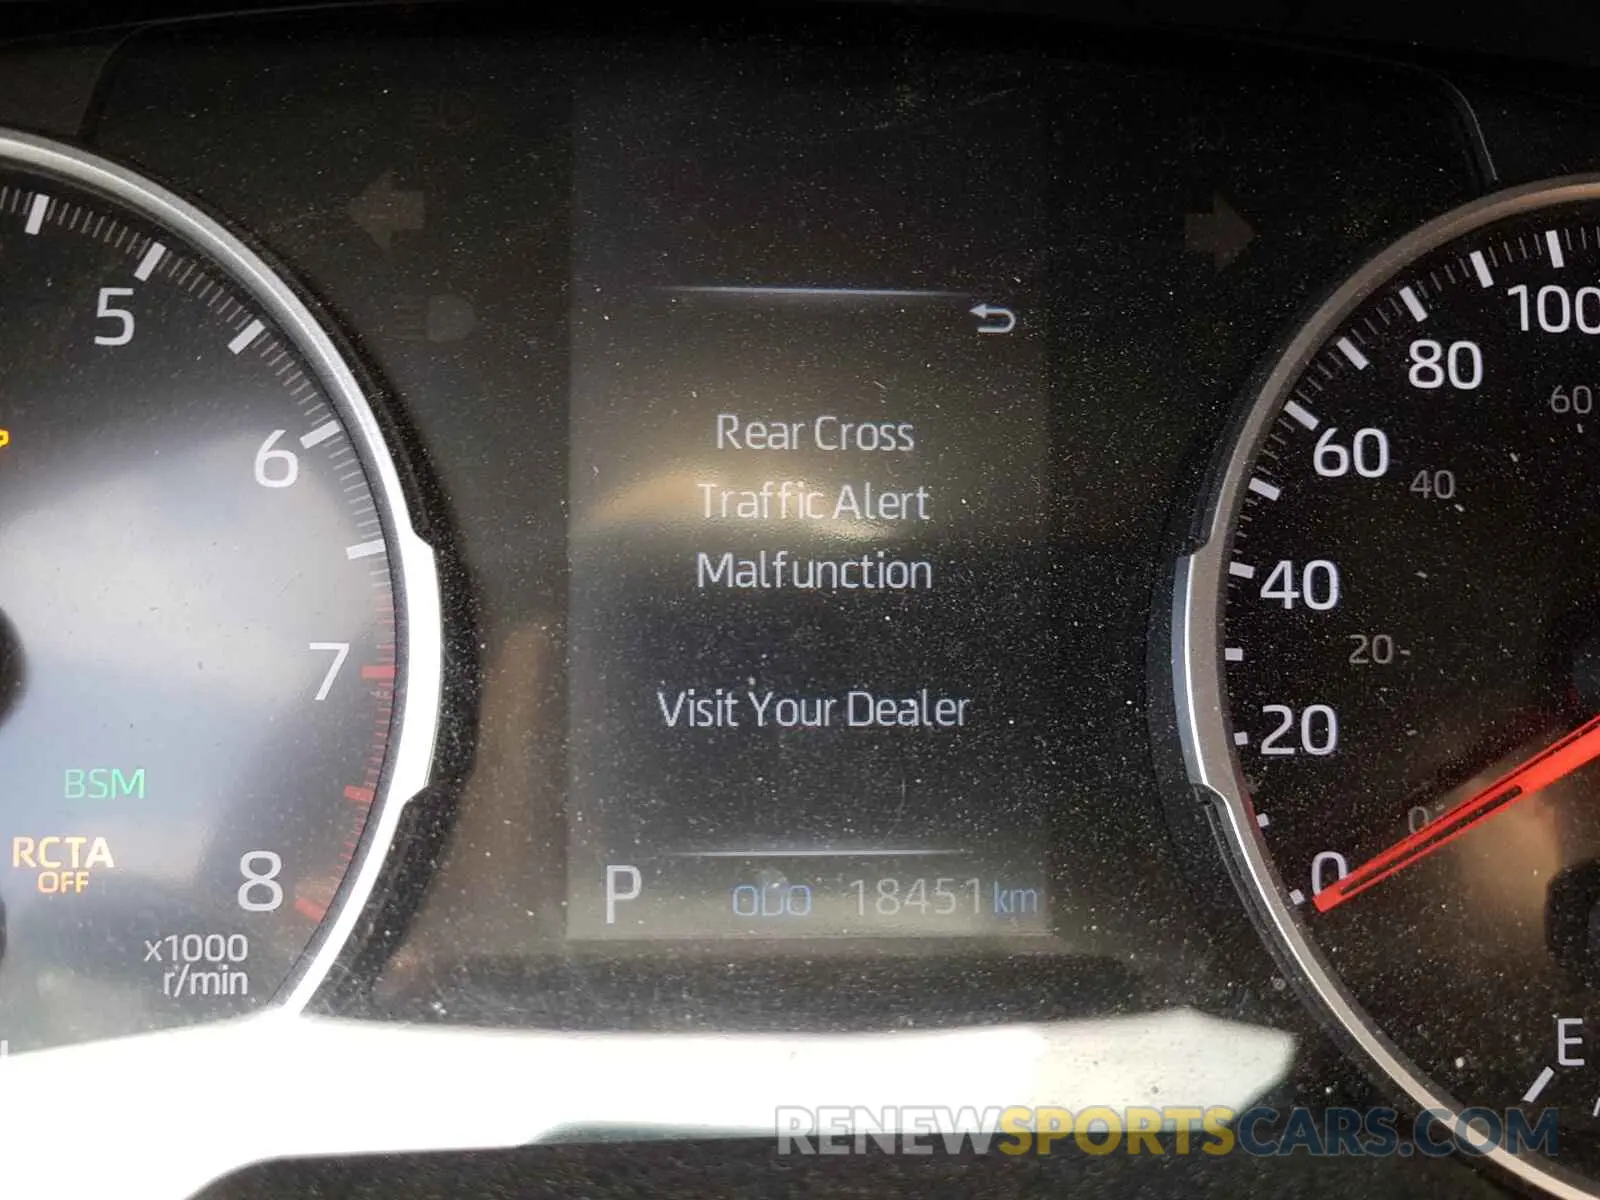 5
6
7
8
x1000
r/min
BSM
RCTA
OFF
Rear Cross
Traffic Alert
Malfunction
Visit Your Dealer
P ODO 18451 km
100
80
60
40
20
0
60
40
20
0
E
RENEWSPORTSCARS.COM